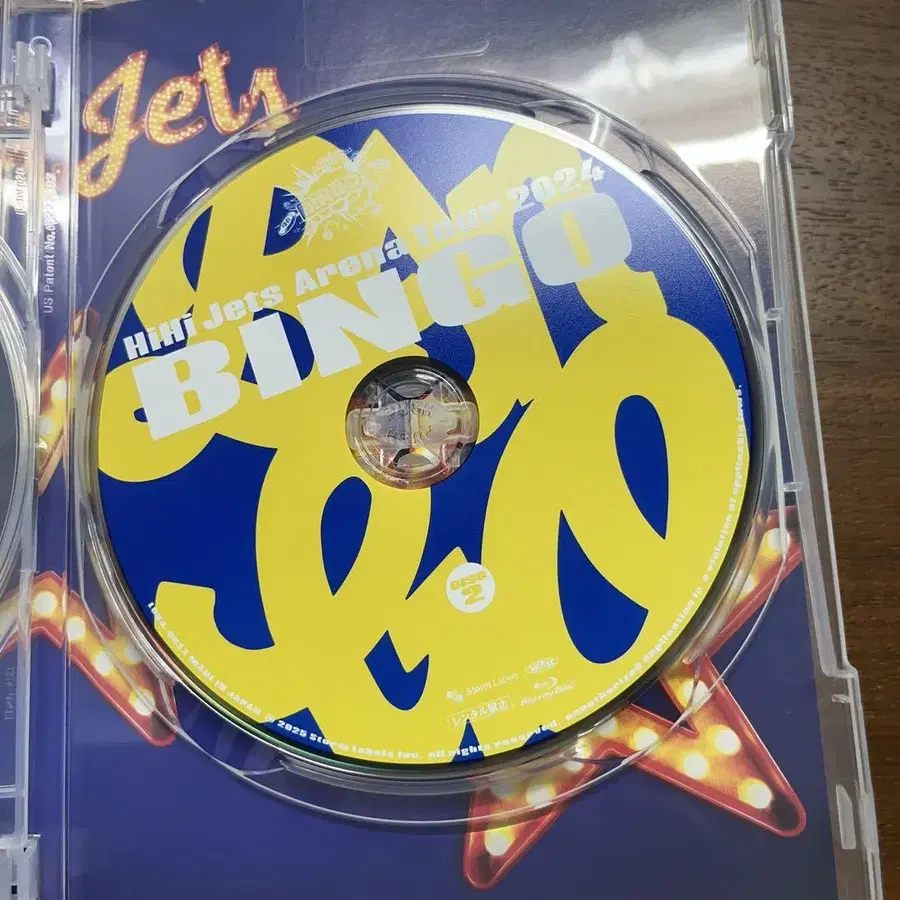 Jets
US Patent No.
BINGO
HiHi Jets Arena Tour 2024
BINGO
DISC
2
Storm Labels
Blu-ray Disc
レンタル禁止
MADE IN JAPAN ℗ 2025 Storm Labels Inc. All rights reserved. Unauthorized duplication is a violation of applicable laws.
PUSH